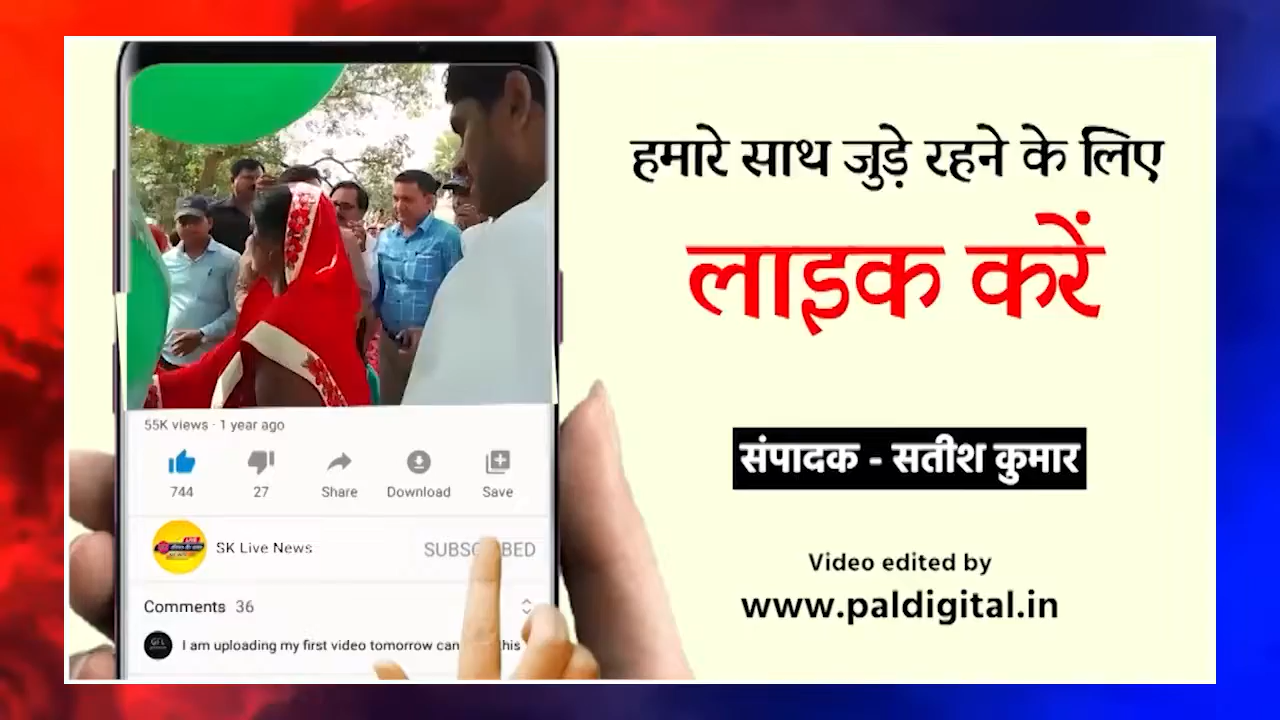 हमारे साथ जुड़े रहने के लिए
लाइक करें
संपादक - सतीश कुमार
Video edited by
www.paldigital.in
55K views · 1 year ago
744
27
Share
Download
Save
SK Live News
Comments 36
I am uploading my first video tomorrow can this